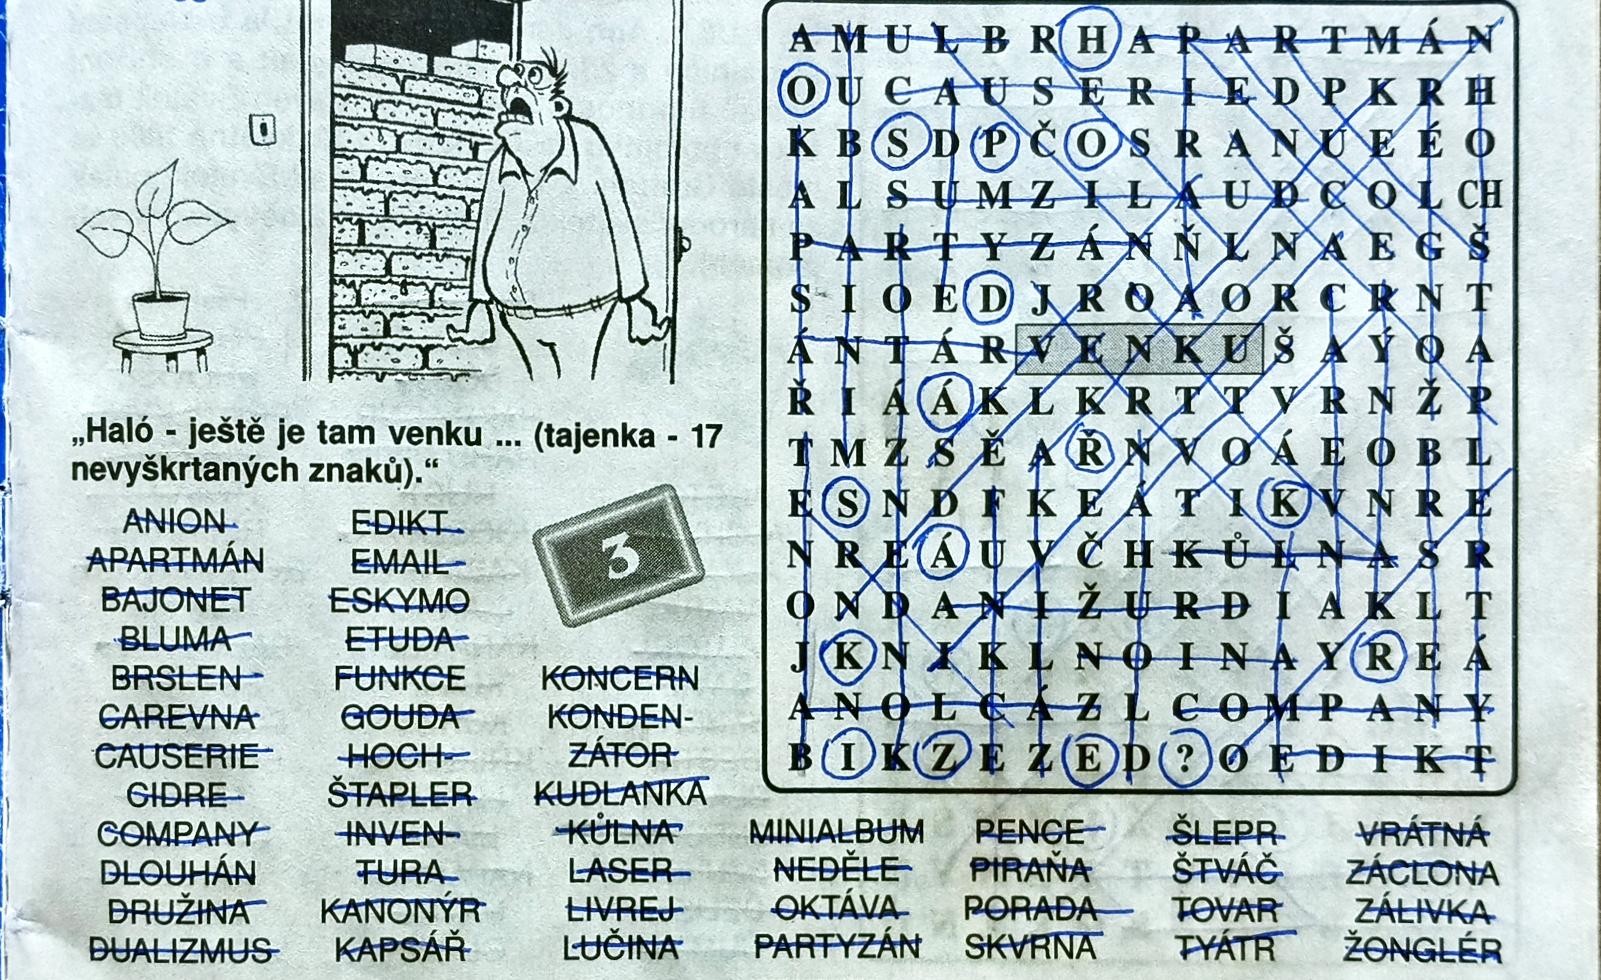 A M U L B R H A P A R T M Á N
O U C A U S E R I E D P K R H
K B S D P Č O S R A N U E É O
A L S U M Z I L A U D C O L CH
P A R T Y Z Á N Ň L N A E G Š
S I O E D J R O A O R C R N T
Á N T Á R V E N K U Š A Ý O A
Ř I Á Á K L K R T T V R N Ž P
T M Z S Ě A Ř N V O Á E O B L
E S N D F K E Á T I K V N R E
N R E Á U V Č H K Ů L N A S R
O N D A N I Ž U R D I A K L T
J K N I K L N O I N A Y R E Á
A N O L C Á Z L C O M P A N Y
B I K Z E Z E D ? O E D I K T
„Haló - ještě je tam venku ... (tajenka - 17
nevyškrtaných znaků).“
3
ANION
APARTMÁN
BAJONET
BLUMA
BRSLEN
CAREVNA
CAUSERIE
CIDRE
COMPANY
DLOUHÁN
DRUŽINA
DUALIZMUS
EDIKT
EMAIL
ESKYMO
ETUDA
FUNKCE
GOUDA
HOCH-
ŠTAPLER
INVEN-
TURA
KANONÝR
KAPSÁŘ
KONCERN
KONDEN-
ZÁTOR
KUDLANKA
KŮLNA
LASER
LIVREJ
LUČINA
MINIALBUM
NEDĚLE
OKTÁVA
PARTYZÁN
PENCE
PIRAŇA
PORADA
SKVRNA
ŠLEPR
ŠTVÁČ
TOVAR
TYÁTR
VRÁTNÁ
ZÁCLONA
ZÁLIVKA
ŽONGLÉR